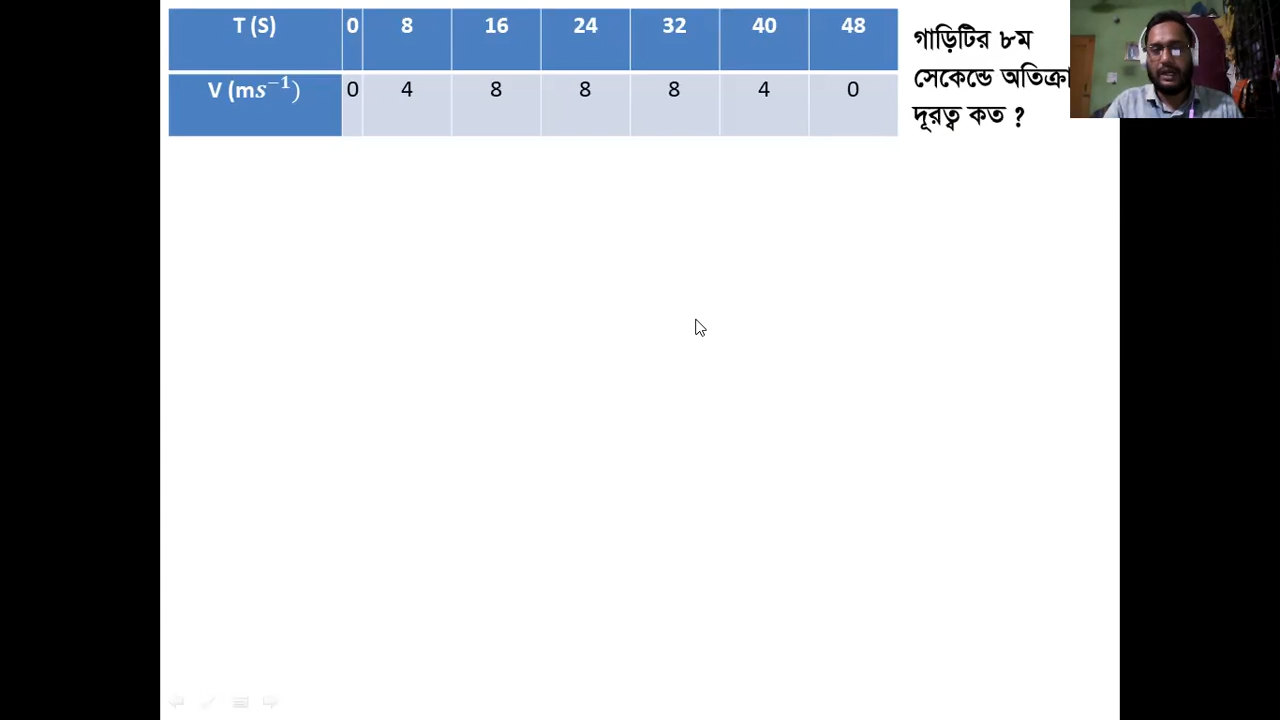 T (S) 0 8 16 24 32 40 48
V (ms⁻¹) 0 4 8 8 8 4 0
গাড়িটির ৮ম
সেকেন্ডে
দূরত্ব কত ?